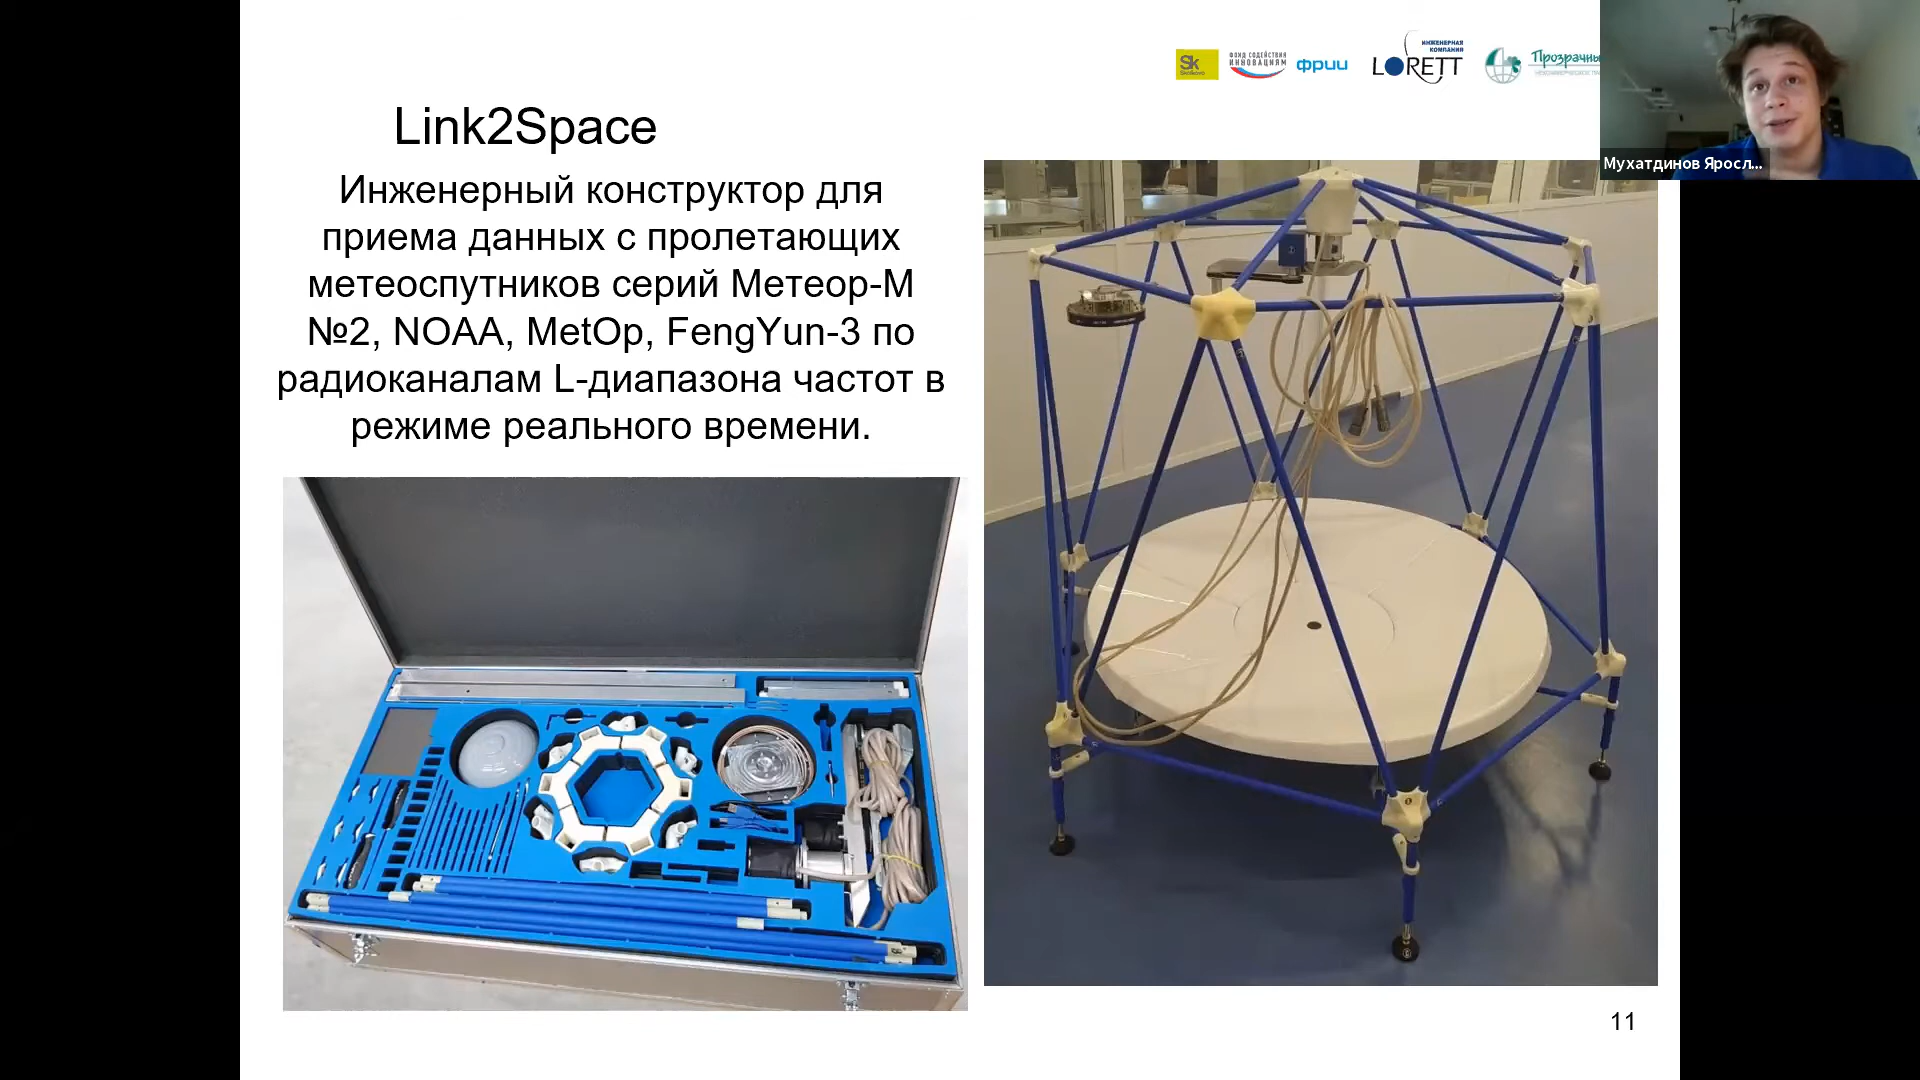 Sk
Skolkovo
ФОНД СОДЕЙСТВИЯ
ИННОВАЦИЯМ
фрии
ИНЖЕНЕРНАЯ
КОМПАНИЯ
LORETT
Прозрачны
Мухатдинов Яросл...
Link2Space
Инженерный конструктор для
приема данных с пролетающих
метеоспутников серий Метеор-М
№2, NOAA, MetOp, FengYun-3 по
радиоканалам L-диапазона частот в
режиме реального времени.
11